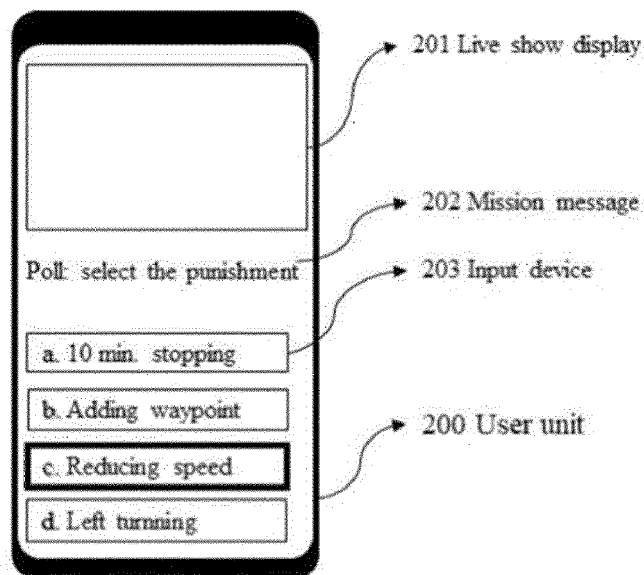 201 Live show display
202 Mission message
Poll: select the punishment
203 Input device
a. 10 min. stopping
b. Adding waypoint
200 User unit
c. Reducing speed
d. Left turnning